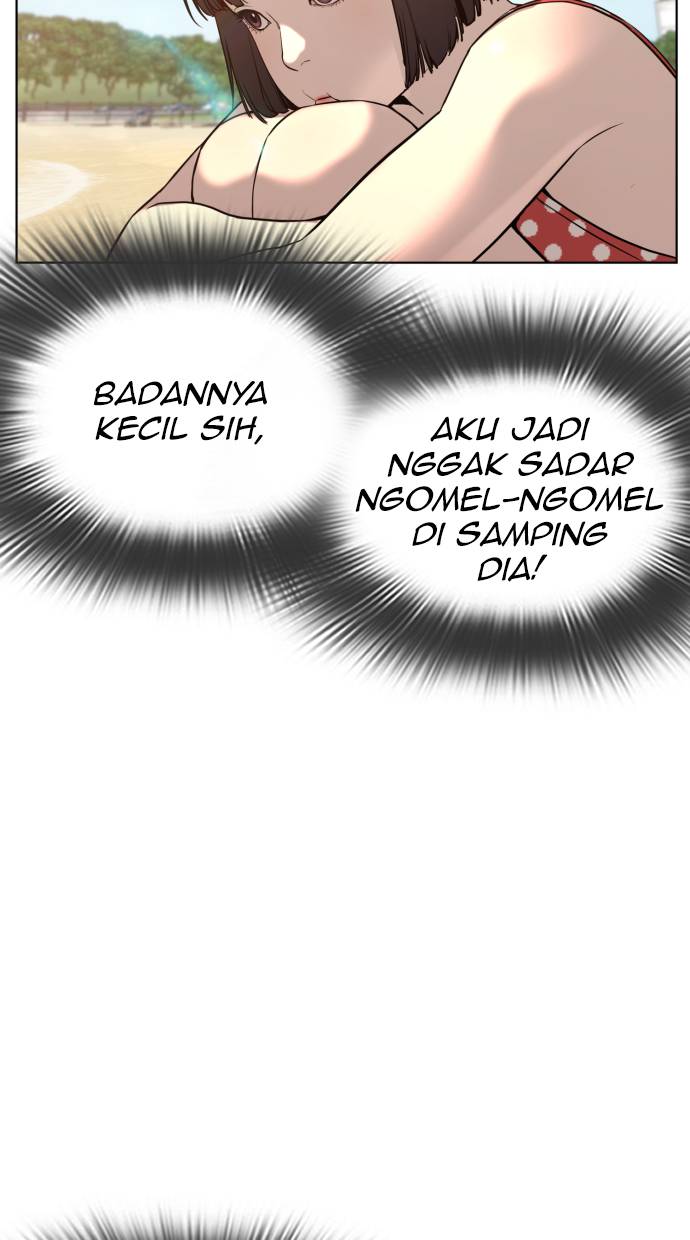 BADANNYA
KECIL SIH,
AKU JADI
NGGAK SADAR
NGOMEL-NGOMEL
DI SAMPING
DIA!